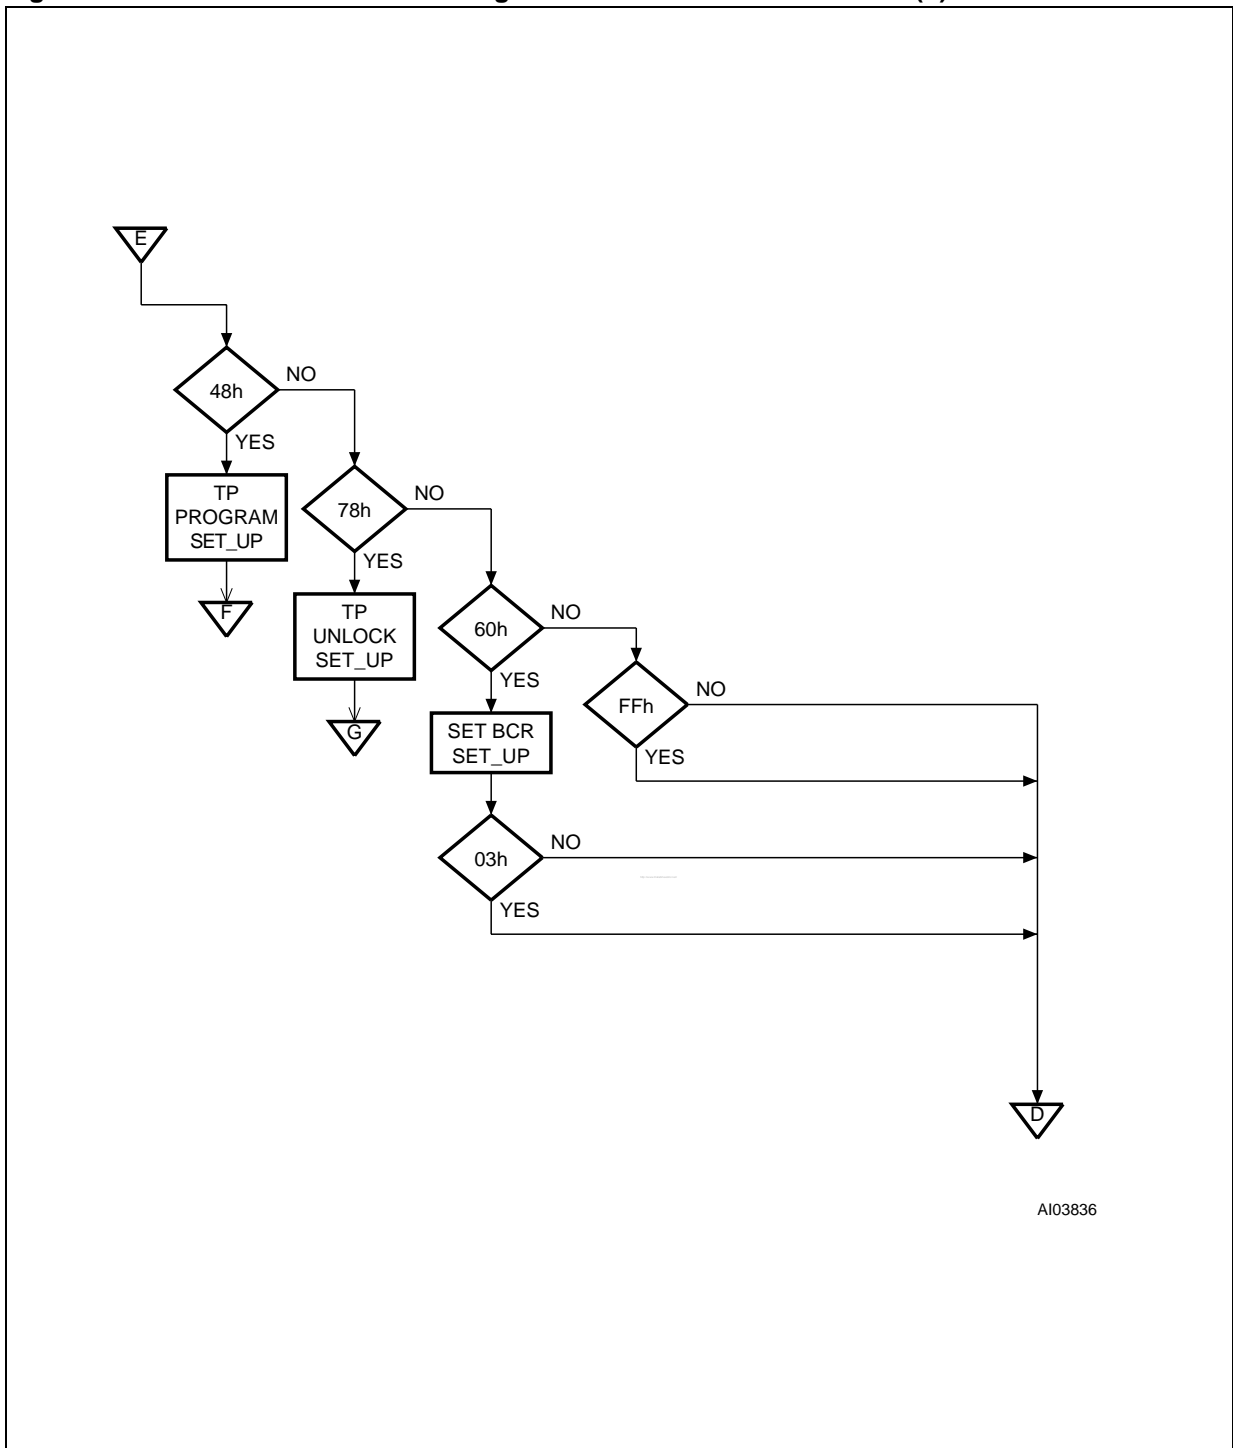 E
48h
NO
YES
TP
PROGRAM
SET_UP
F
78h
NO
YES
TP
UNLOCK
SET_UP
G
60h
NO
YES
SET BCR
SET_UP
FFh
NO
YES
03h
NO
YES
D
AI03836